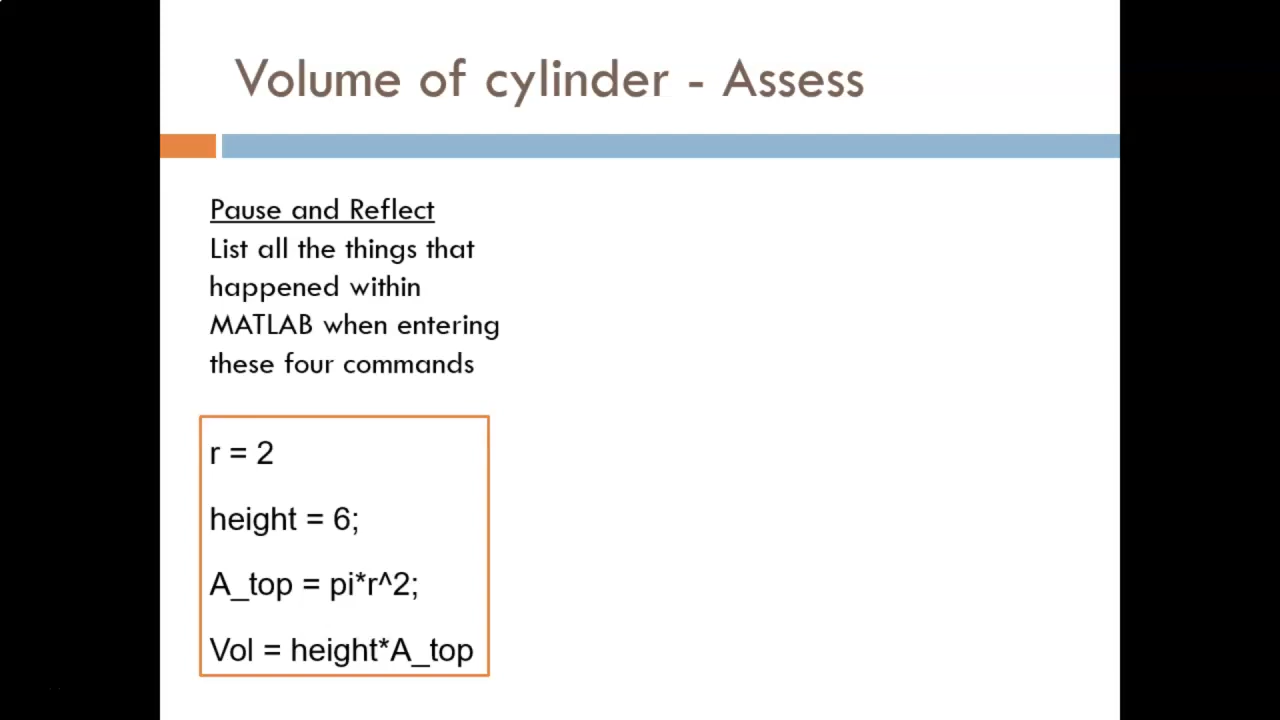 Volume of cylinder - Assess
Pause and Reflect
List all the things that
happened within
MATLAB when entering
these four commands
r = 2
height = 6;
A_top = pi*r^2;
Vol = height*A_top